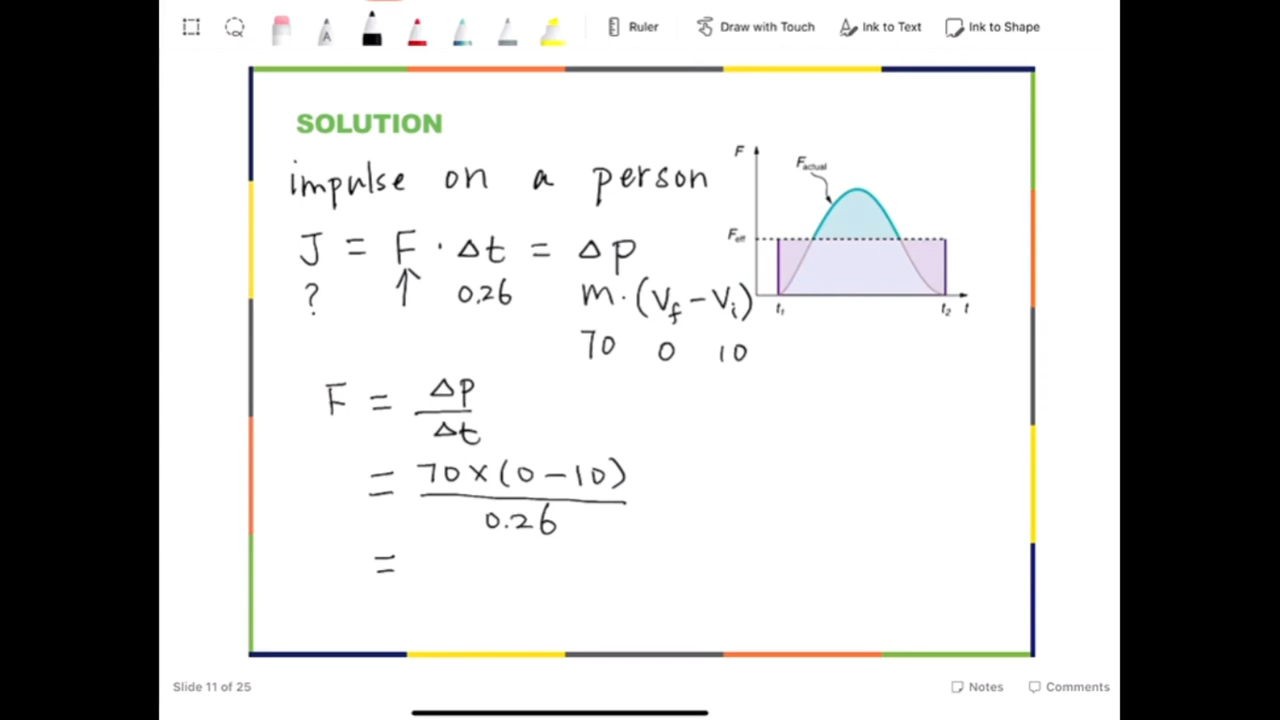 Ruler Draw with Touch Ink to Text Ink to Shape
SOLUTION
impulse on a person
J = F · Δt = Δp
? ↑ 0.26 m · (Vf − Vi)
70 0 10
F = Δp/Δt
= 70×(0−10)/0.26
=
F
Factual
Feff
t1 t2 t
Slide 11 of 25 Notes Comments